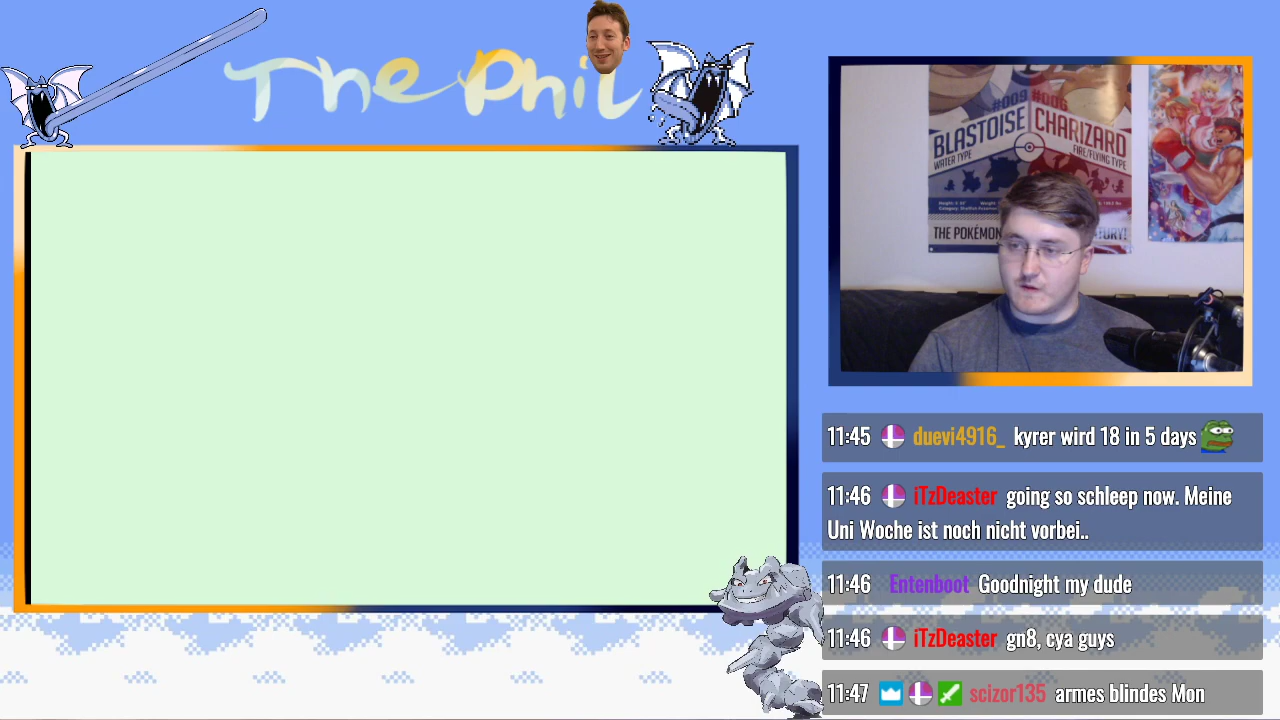 The Phil
#009 #006
BLASTOISE CHARIZARD
WATER TYPE FIRE/FLYING TYPE
THE POKÉMON
11:45 duevi4916_ kyrer wird 18 in 5 days
11:46 iTzDeaster going so schleep now. Meine
Uni Woche ist noch nicht vorbei..
11:46 Entenboot Goodnight my dude
11:46 iTzDeaster gn8, cya guys
11:47 scizor135 armes blindes Mon